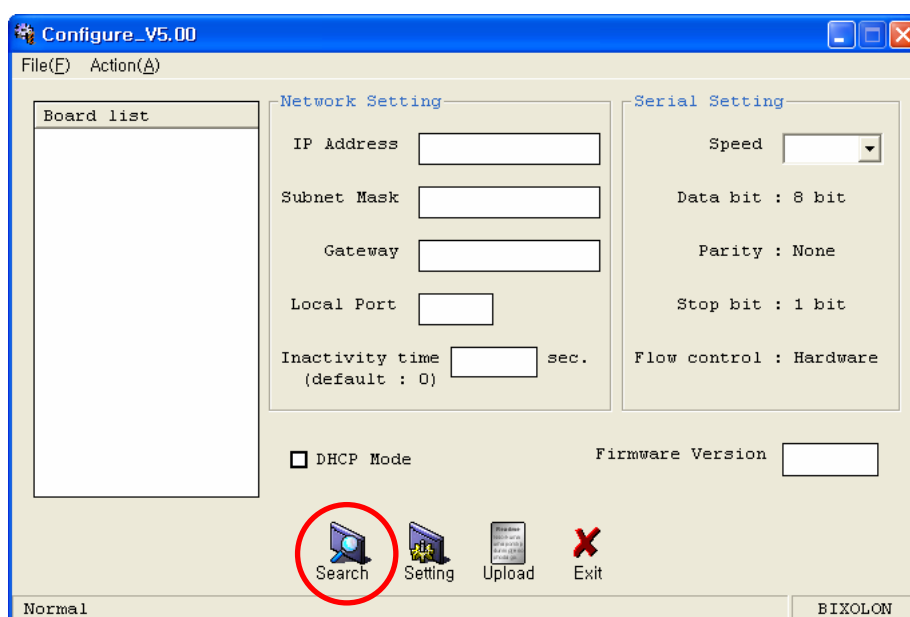 Configure_V5.00
File(F) Action(A)
Board list
Network Setting
IP Address
Subnet Mask
Gateway
Local Port
Inactivity time sec.
(default : 0)
Serial Setting
Speed
Data bit : 8 bit
Parity : None
Stop bit : 1 bit
Flow control : Hardware
DHCP Mode
Firmware Version
Search Setting Upload Exit
Normal BIXOLON